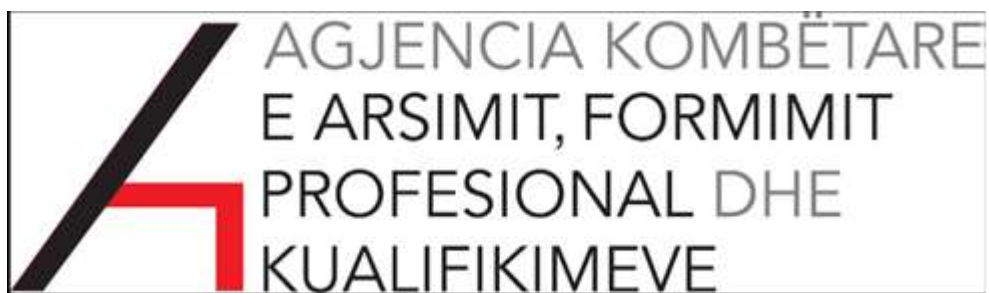 AGJENCIA KOMBËTARE
E ARSIMIT, FORMIMIT
PROFESIONAL DHE
KUALIFIKIMEVE